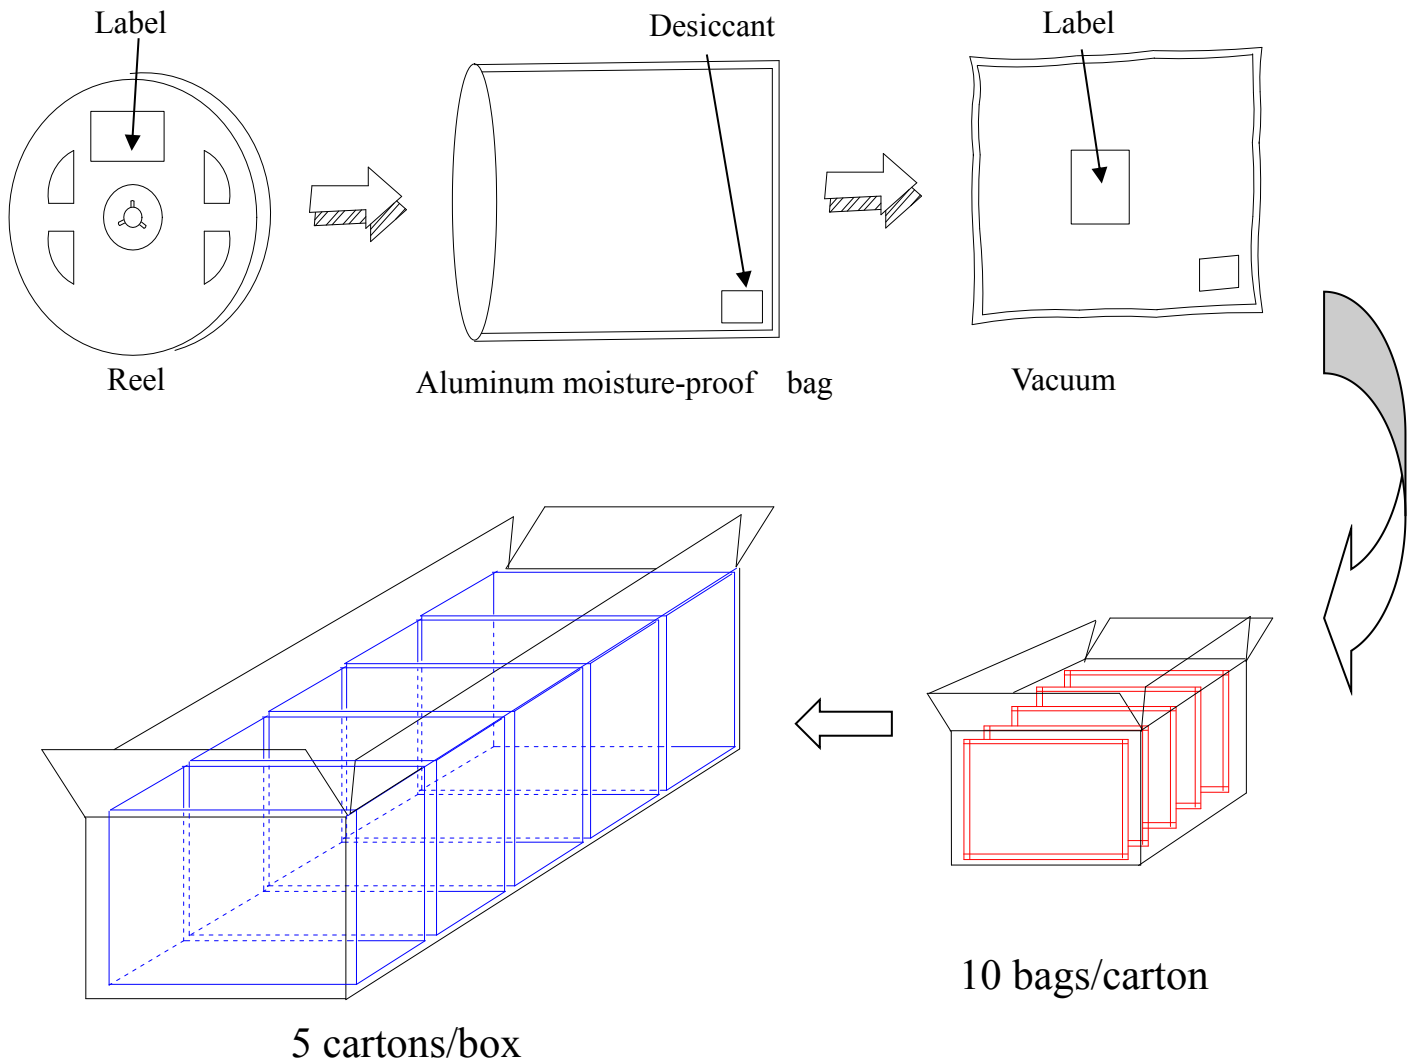 Label
Desiccant
Label
Reel
Aluminum moisture-proof bag
Vacuum
10 bags/carton
5 cartons/box